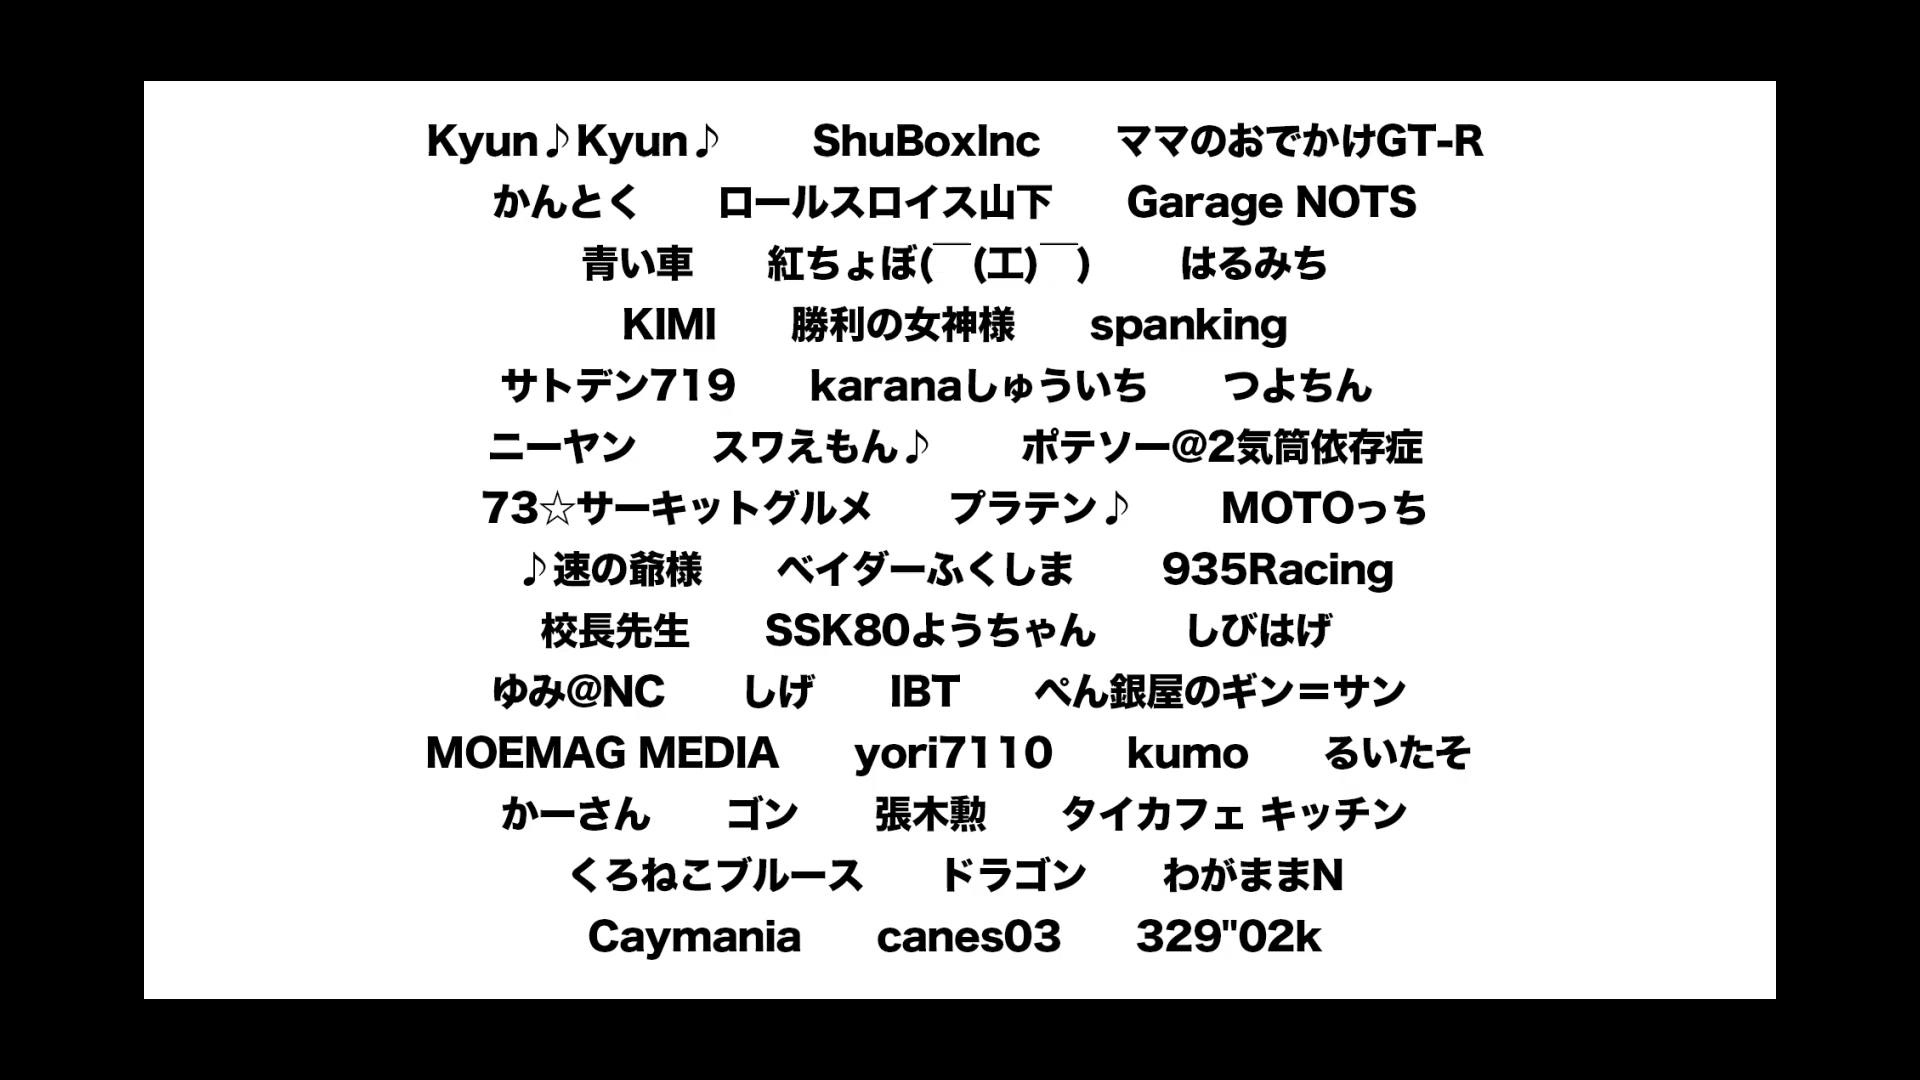 Kyun♪Kyun♪　ShuBoxInc　ママのおでかけGT-R
かんとく　ロールスロイス山下　Garage NOTS
青い車　紅ちょぼ(￣(工)￣)　はるみち
KIMI　勝利の女神様　spanking
サトデン719　karanaしゅういち　つよちん
ニーヤン　スワえもん♪　ポテソー@2気筒依存症
73☆サーキットグルメ　プラテン♪　MOTOっち
♪速の爺様　ベイダーふくしま　935Racing
校長先生　SSK80ようちゃん　しびはげ
ゆみ@NC　しげ　IBT　ぺん銀屋のギン＝サン
MOEMAG MEDIA　yori7110　kumo　るいたそ
かーさん　ゴン　張木勲　タイカフェ キッチン
くろねこブルース　ドラゴン　わがままN
Caymania　canes03　329"02k